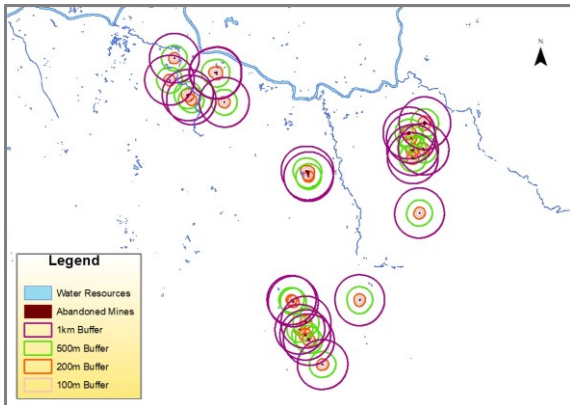 N
Legend
Water Resources
Abandoned Mines
1km Buffer
500m Buffer
200m Buffer
100m Buffer